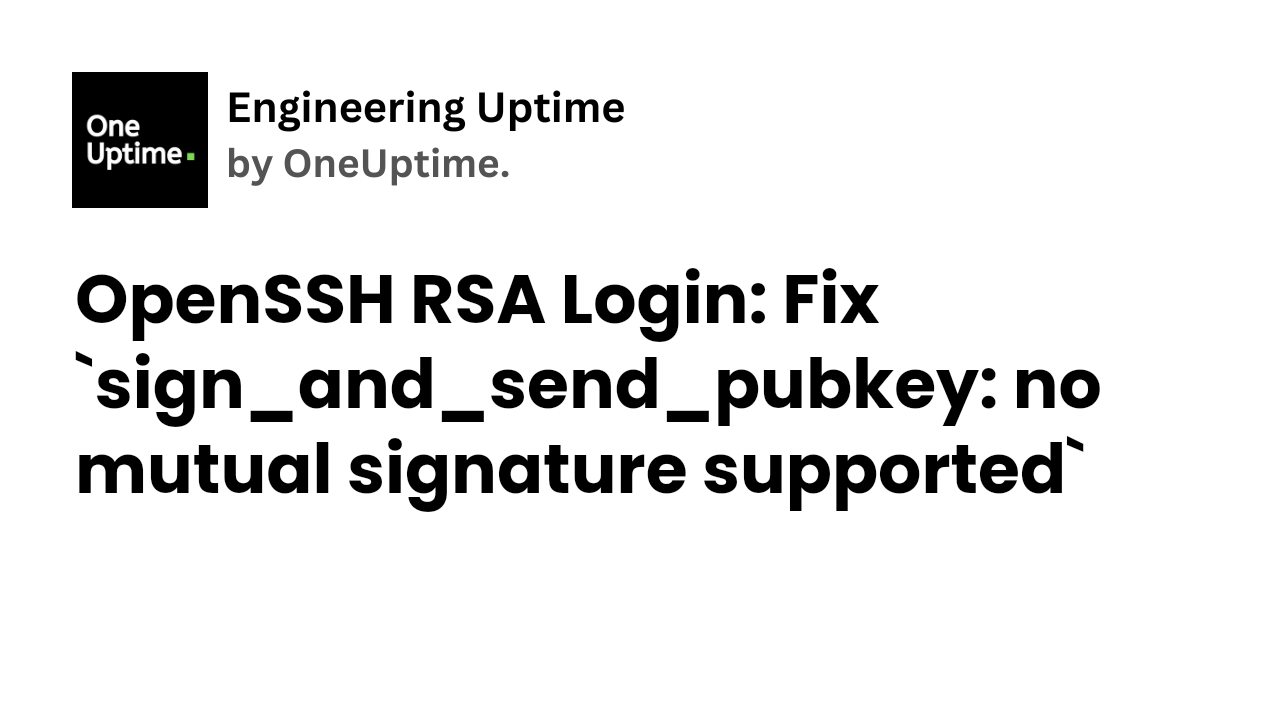 One
Uptime.
Engineering Uptime
by OneUptime.
OpenSSH RSA Login: Fix
`sign_and_send_pubkey: no
mutual signature supported`